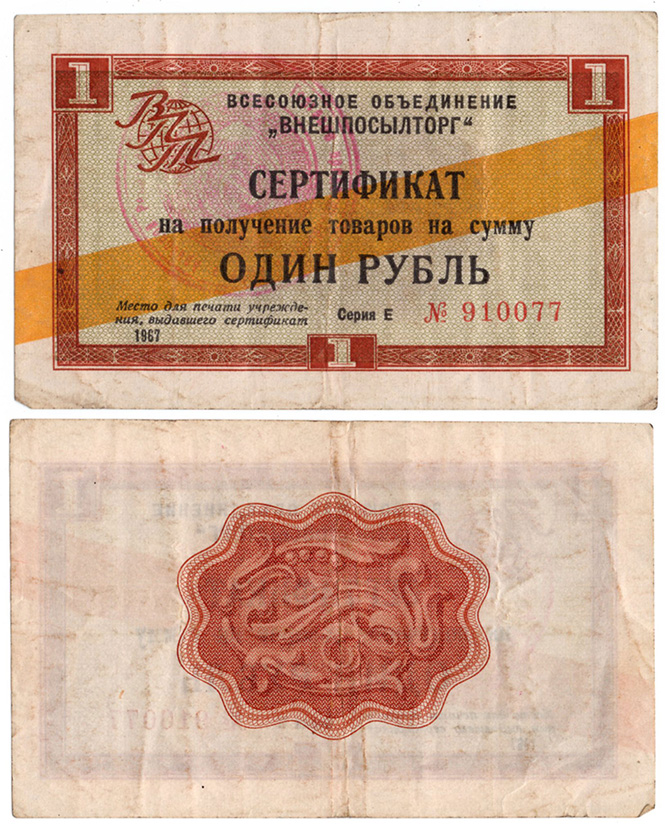 1 1
ВПТ
ВСЕСОЮЗНОЕ ОБЪЕДИНЕНИЕ
„ВНЕШПОСЫЛТОРГ“
СЕРТИФИКАТ
на получение товаров на сумму
ОДИН РУБЛЬ
Место для печати учрежде-
ния, выдавшего сертификат
1967
Серия Е № 910077
1